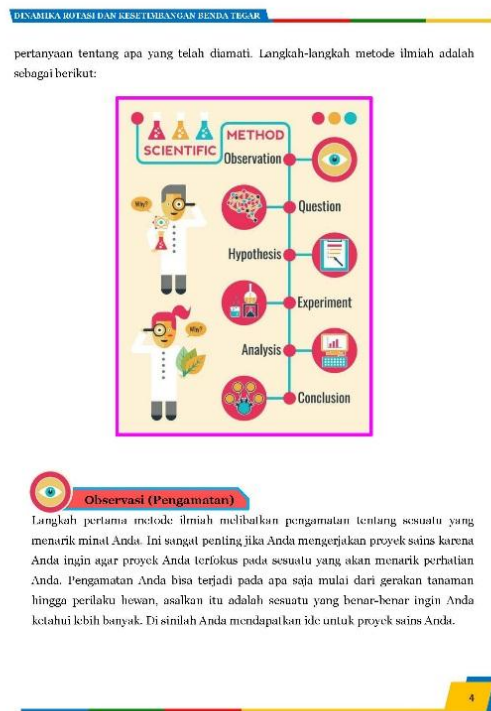 DINAMIKA ROTASI DAN KESETIMBANGAN BENDA TEGAR
pertanyaan tentang apa yang telah diamati. Langkah-langkah metode ilmiah adalah
sebagai berikut:
SCIENTIFIC
METHOD
Observation
Why?
Question
Hypothesis
Experiment
Why?
Analysis
Conclusion
Observasi (Pengamatan)
Langkah pertama metode ilmiah melibatkan pengamatan tentang sesuatu yang
menarik minat Anda. Ini sangat penting jika Anda mengerjakan proyek sains karena
Anda ingin agar proyek Anda terfokus pada sesuatu yang akan menarik perhatian
Anda. Pengamatan Anda bisa terjadi pada apa saja mulai dari gerakan tanaman
hingga perilaku hewan, asalkan itu adalah sesuatu yang benar-benar ingin Anda
ketahui lebih banyak. Di sinilah Anda mendapatkan ide untuk proyek sains Anda.
4